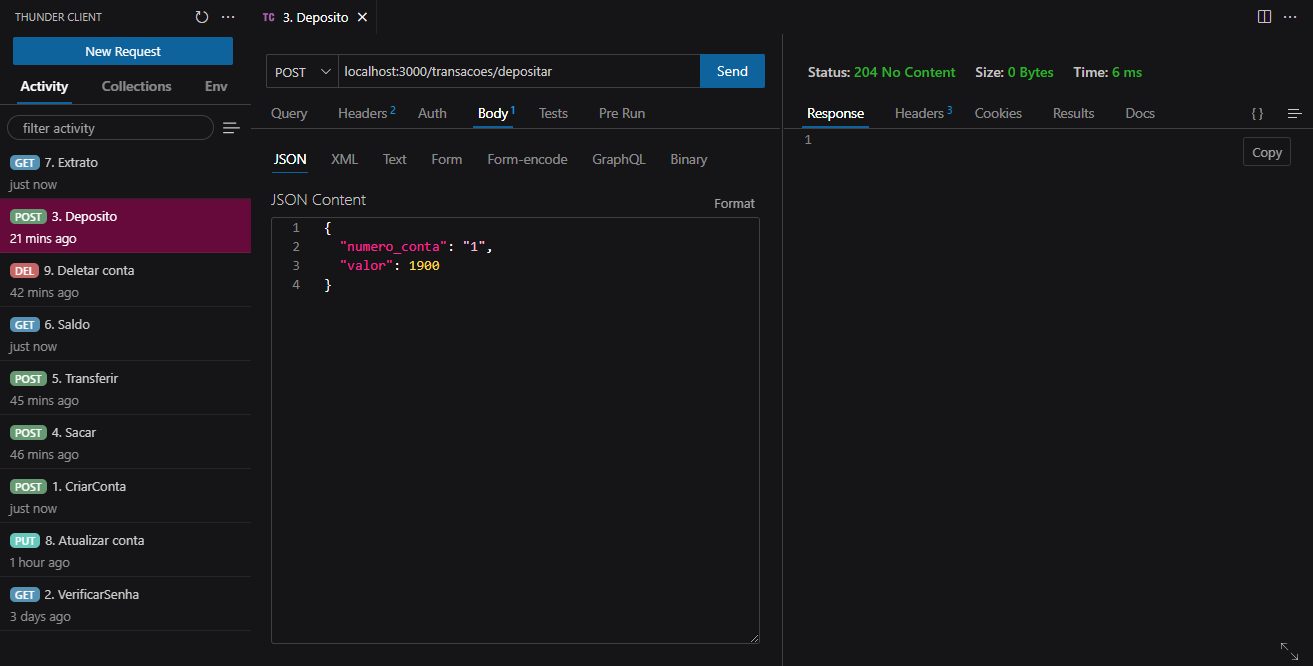 THUNDER CLIENT
New Request
Activity Collections Env
filter activity
GET 7. Extrato
just now
POST 3. Deposito
21 mins ago
DEL 9. Deletar conta
42 mins ago
GET 6. Saldo
just now
POST 5. Transferir
45 mins ago
POST 4. Sacar
46 mins ago
POST 1. CriarConta
just now
PUT 8. Atualizar conta
1 hour ago
GET 2. VerificarSenha
3 days ago
TC 3. Deposito
POST localhost:3000/transacoes/depositar Send
Query Headers 2 Auth Body 1 Tests Pre Run
JSON XML Text Form Form-encode GraphQL Binary
JSON Content Format
1 {
2 "numero_conta": "1",
3 "valor": 1900
4 }
Status: 204 No Content Size: 0 Bytes Time: 6 ms
Response Headers 3 Cookies Results Docs { }
1
Copy